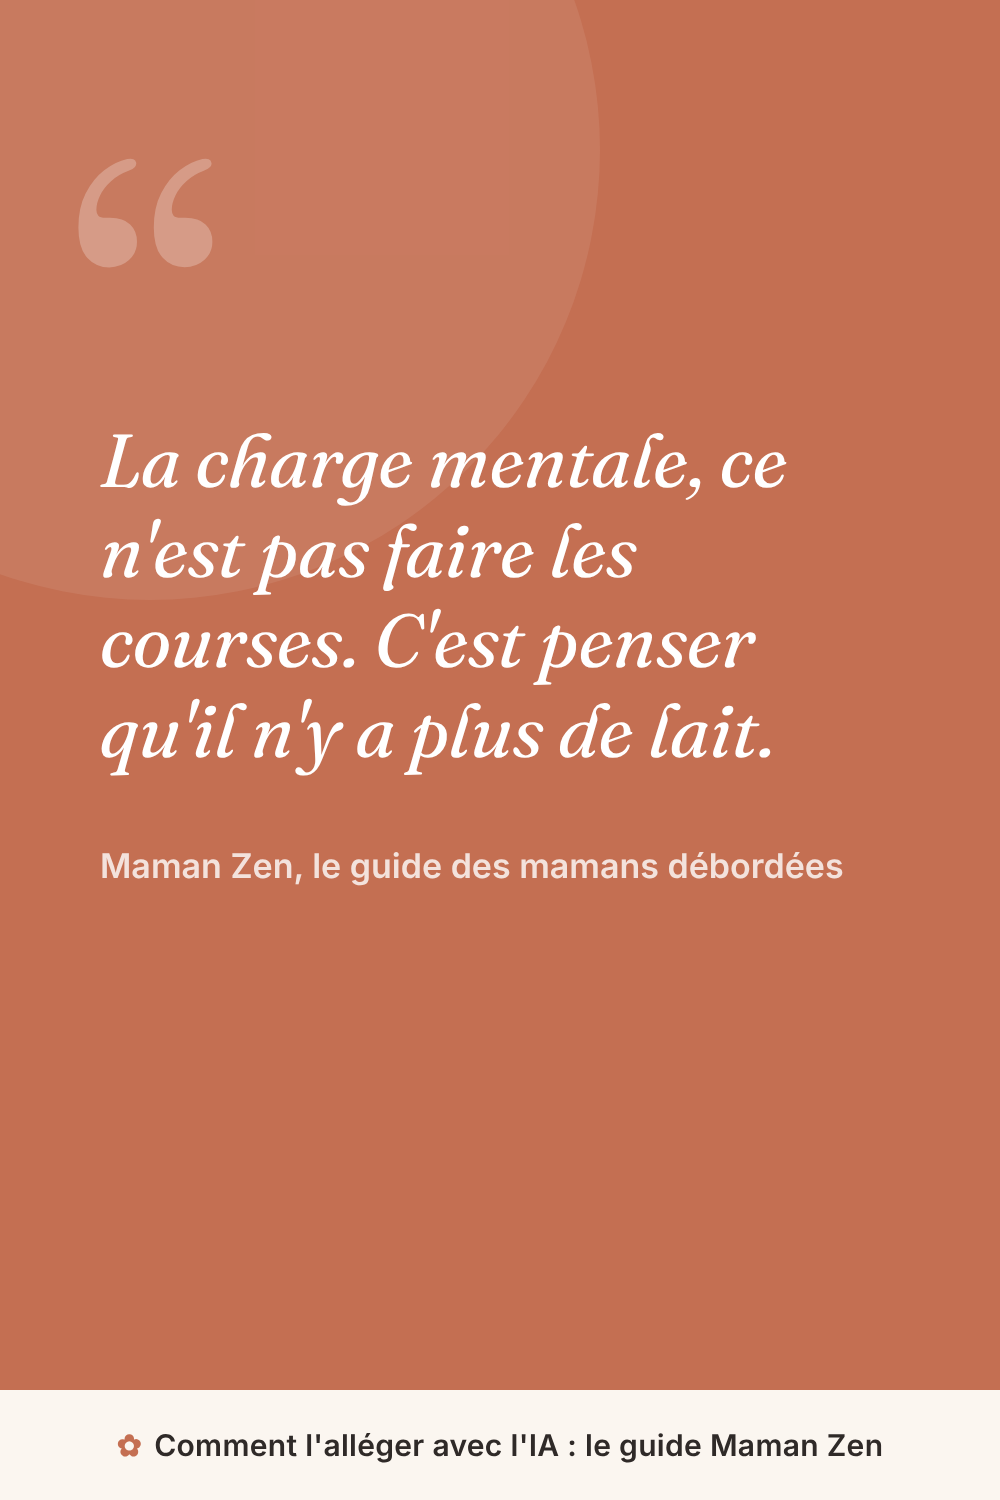 “
La charge mentale, ce
n'est pas faire les
courses. C'est penser
qu'il n'y a plus de lait.
Maman Zen, le guide des mamans débordées
✿ Comment l'alléger avec l'IA : le guide Maman Zen